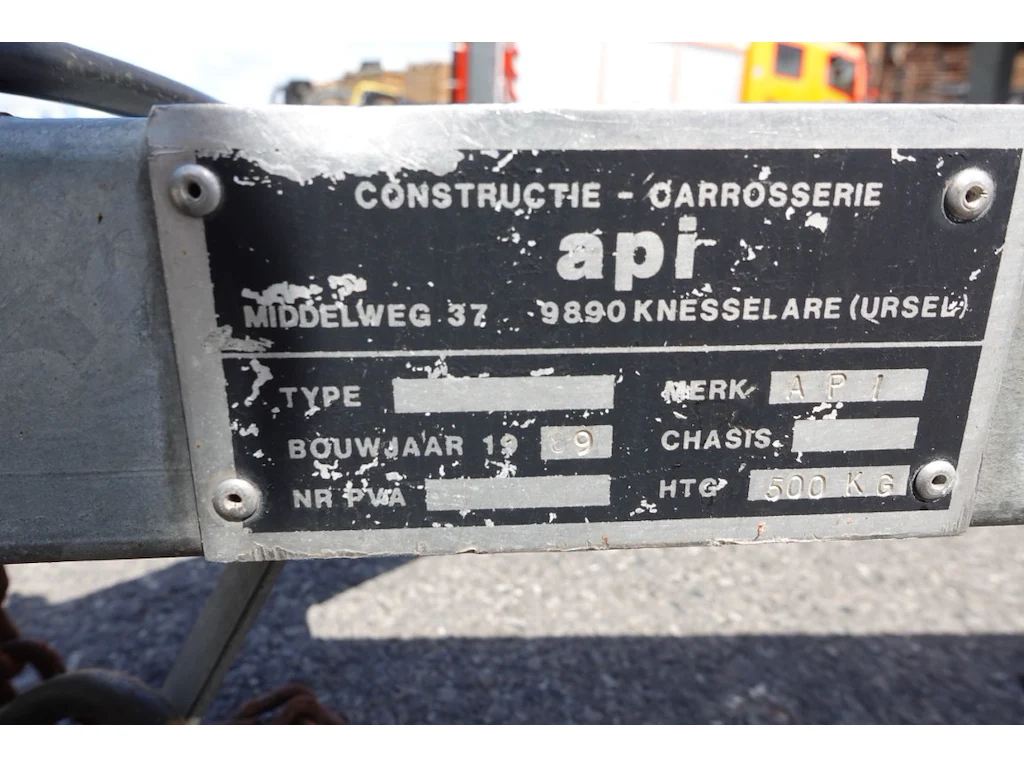 CONSTRUCTIE - CARROSSERIE
api
MIDDELWEG 37 9890 KNESSELARE (URSEL)
TYPE MERK API
BOUWJAAR 19 9 CHASIS
NR PVA HTG 500 KG